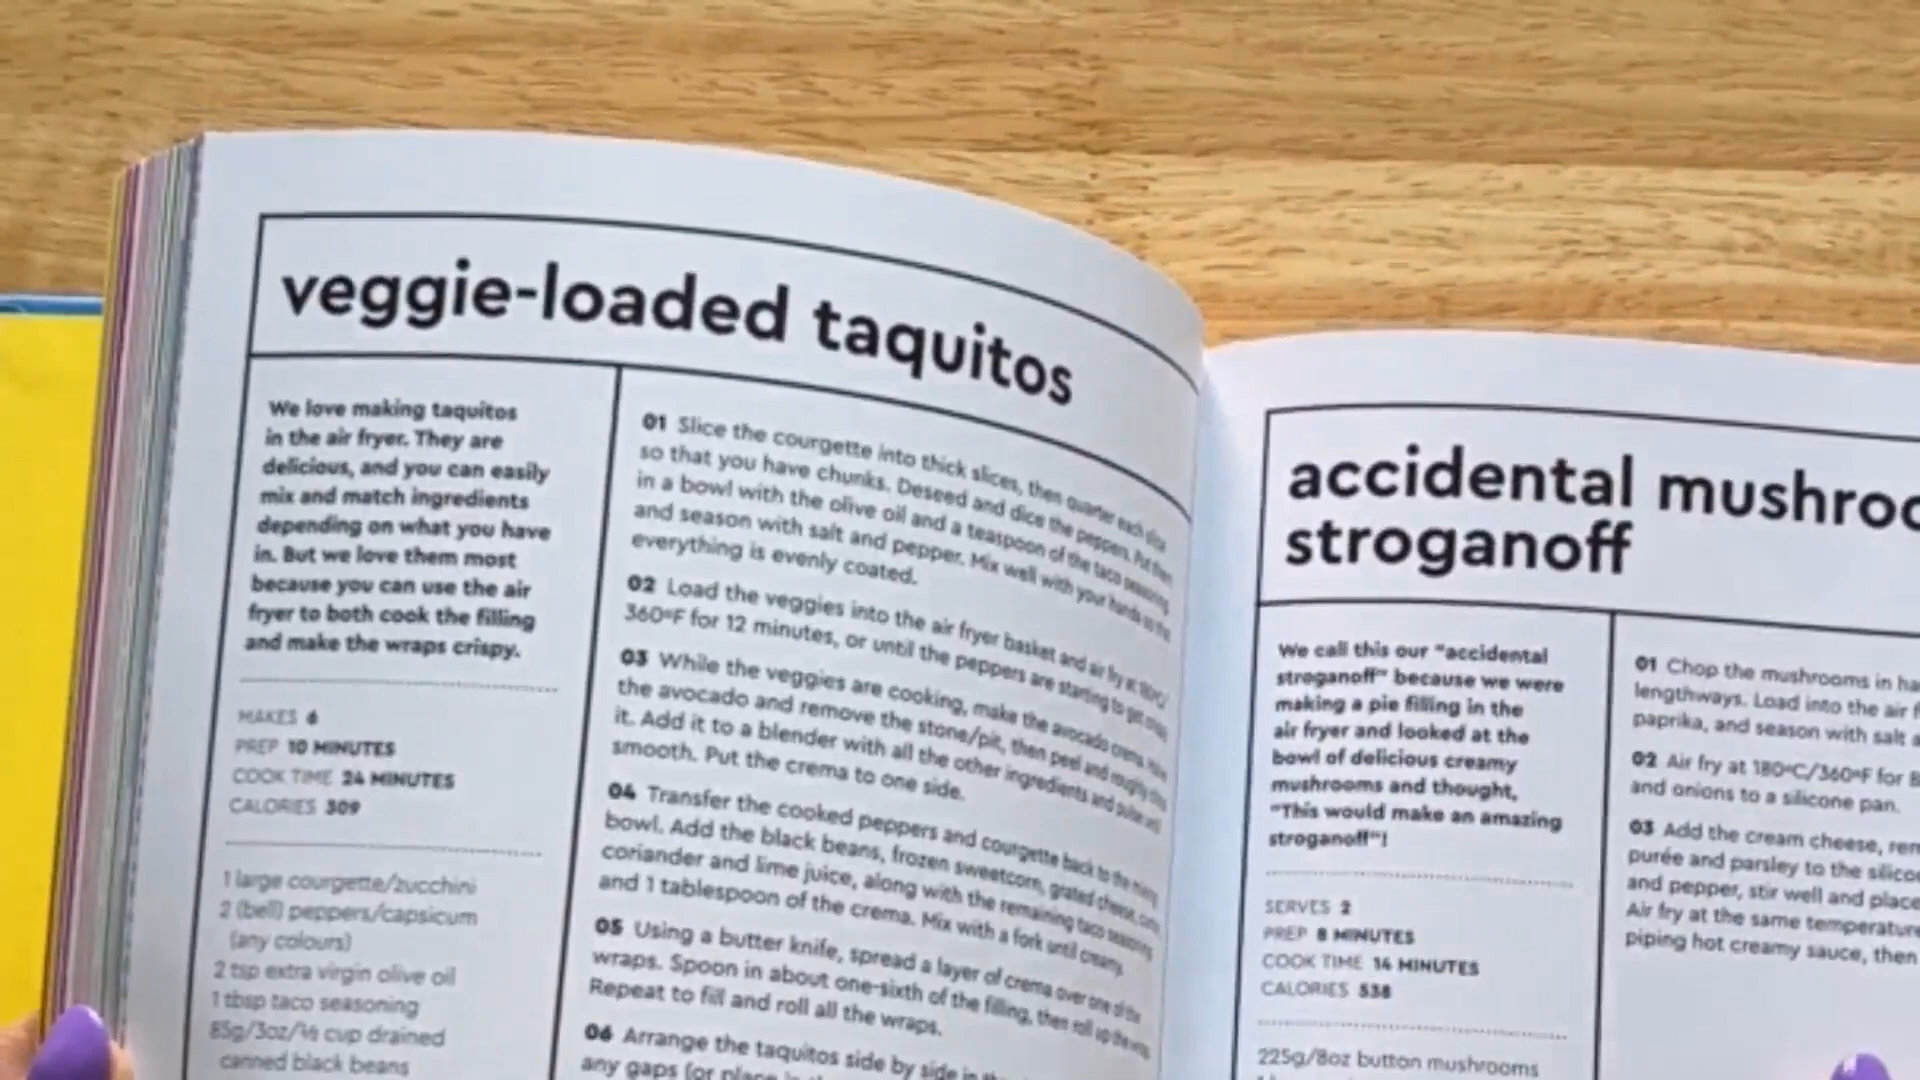 veggie-loaded taquitos
We love making taquitos
in the air fryer. They are
delicious, and you can easily
mix and match ingredients
depending on what you have
in. But we love them most
because you can use the air
fryer to both cook the filling
and make the wraps crispy.
MAKES 6
PREP 10 MINUTES
COOK TIME 24 MINUTES
CALORIES 309
1 large courgette/zucchini
2 (bell) peppers/capsicum
(any colours)
2 tsp extra virgin olive oil
1 tbsp taco seasoning
85g/3oz/½ cup drained
canned black beans
01 Slice the courgette into thick slices, then quarter each slice
so that you have chunks. Deseed and dice the peppers. Put them
in a bowl with the olive oil and a teaspoon of the taco seasoning
and season with salt and pepper. Mix well with your hands so that
everything is evenly coated.
02 Load the veggies into the air fryer basket and air fry at 180ºC/
360ºF for 12 minutes, or until the peppers are starting to get
03 While the veggies are cooking, make the avocado crema.
the avocado and remove the stone/pit, then peel and roughly
it. Add it to a blender with all the other ingredients and pulse until
smooth. Put the crema to one side.
04 Transfer the cooked peppers and courgette back to the mixing
bowl. Add the black beans, frozen sweetcorn, grated cheese,
coriander and lime juice, along with the remaining taco seasoning
and 1 tablespoon of the crema. Mix with a fork until creamy.
05 Using a butter knife, spread a layer of crema over one of the
wraps. Spoon in about one-sixth of the filling, then roll up the wrap.
Repeat to fill and roll all the wraps.
06 Arrange the taquitos side by side in
any gaps (or place in
accidental mushroo
stroganoff
We call this our "accidental
stroganoff" because we were
making a pie filling in the
air fryer and looked at the
bowl of delicious creamy
mushrooms and thought,
"This would make an amazing
stroganoff"!
SERVES 2
PREP 8 MINUTES
COOK TIME 14 MINUTES
CALORIES 538
225g/8oz button mushrooms
01 Chop the mushrooms in ha
lengthways. Load into the air f
paprika, and season with salt a
02 Air fry at 180ºC/360ºF for 8
and onions to a silicone pan.
03 Add the cream cheese, rem
purée and parsley to the silico
and pepper, stir well and place
Air fry at the same temperature
piping hot creamy sauce, then